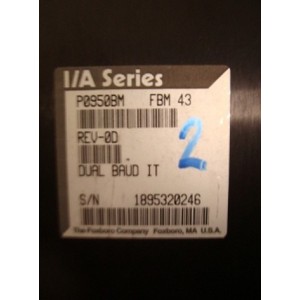 I/A Series
P0950BM FBM 43
REV-0D
2
DUAL BAUD IT
S/N 1895320246
The Foxboro Company Foxboro, MA U.S.A.